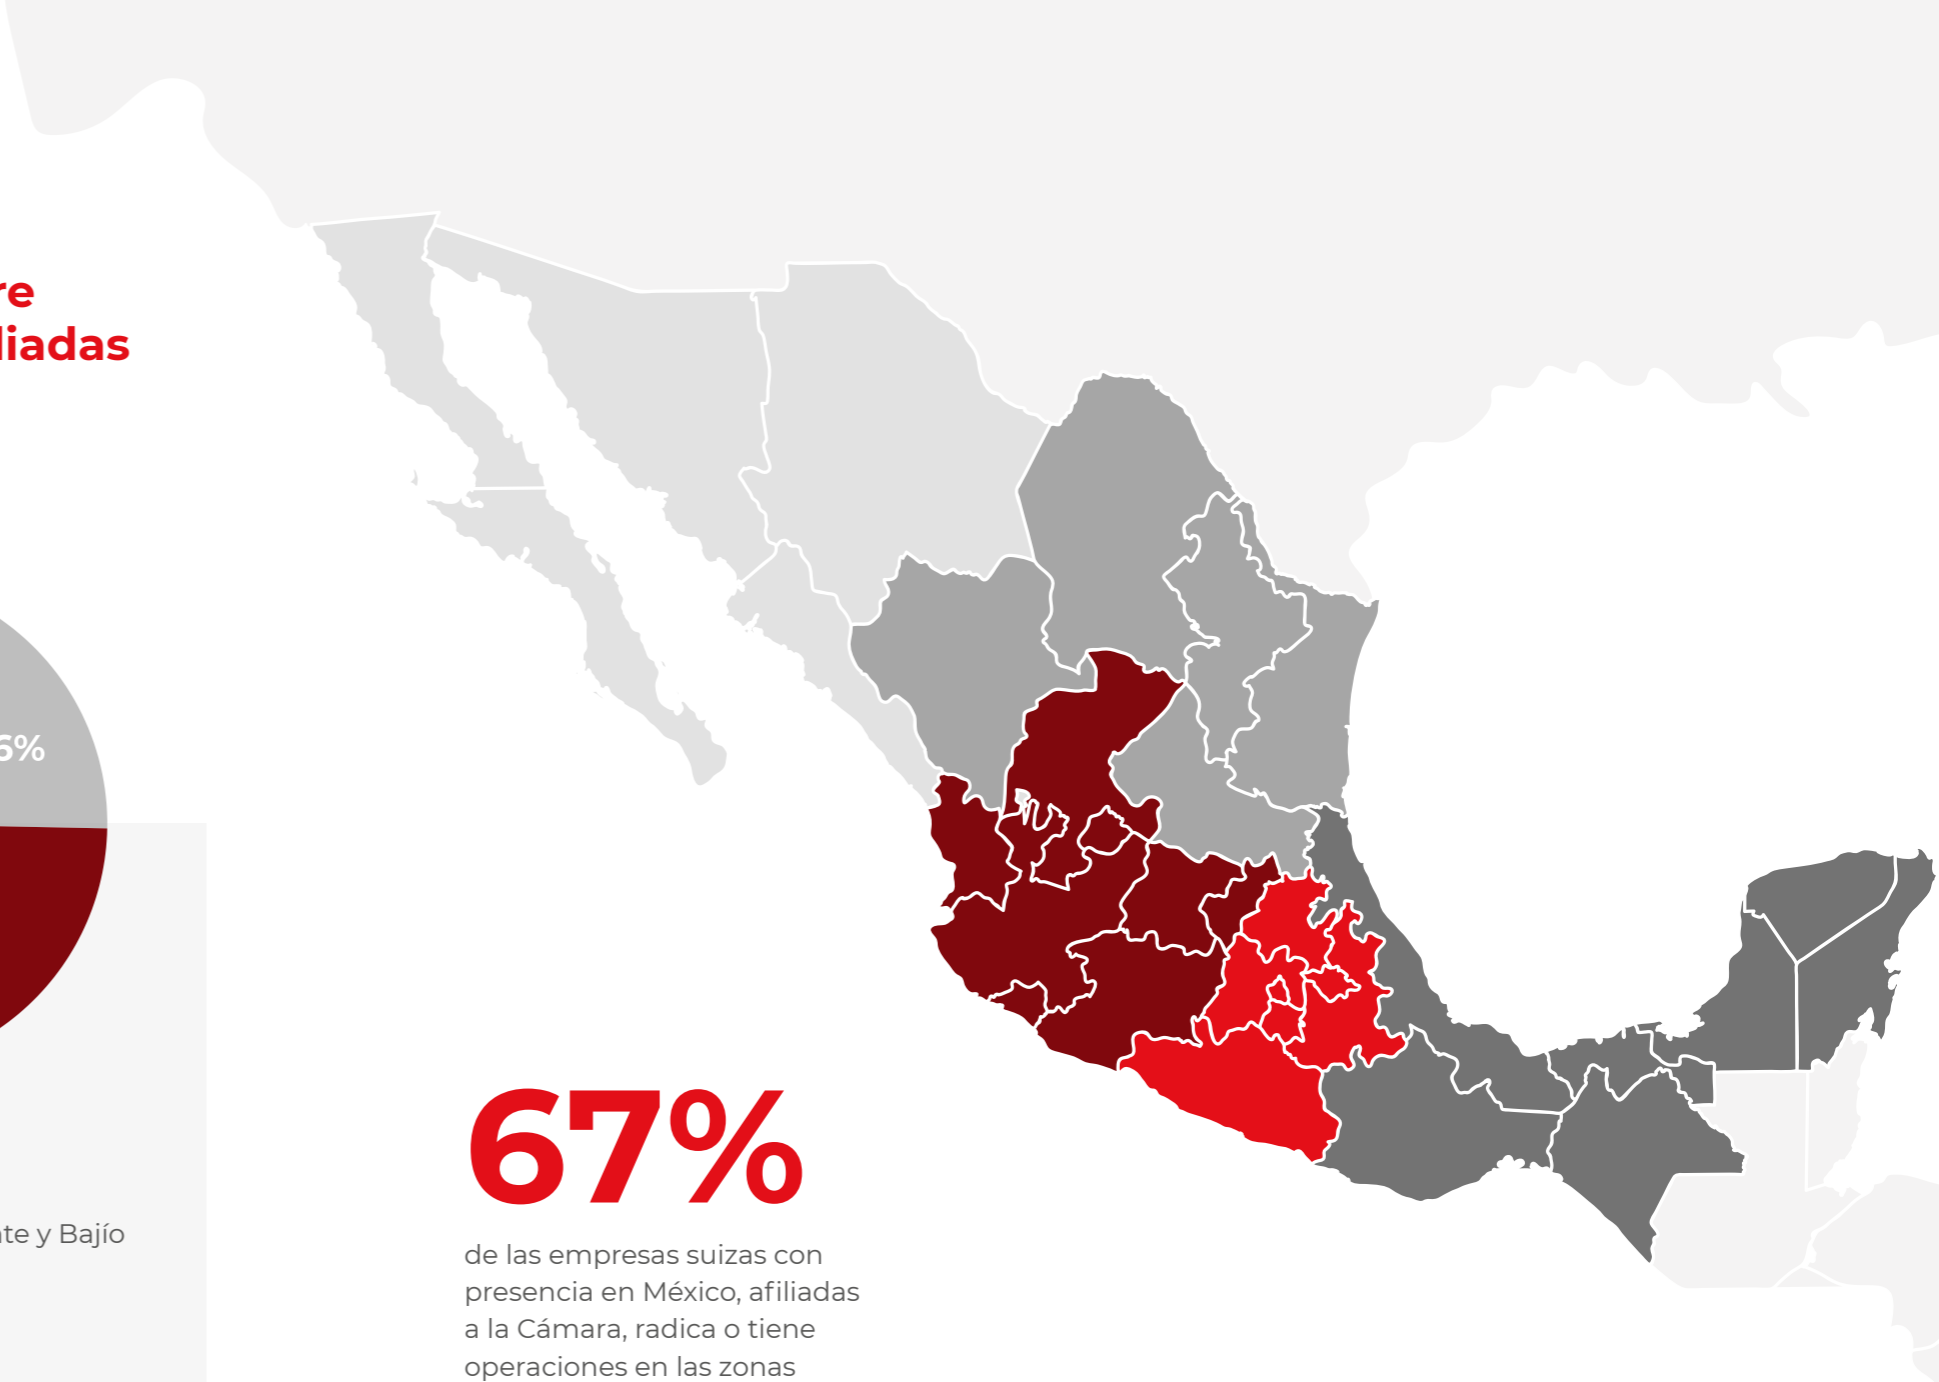 re
liadas
6%
te y Bajío
67%
de las empresas suizas con
presencia en México, afiliadas
a la Cámara, radica o tiene
operaciones en las zonas